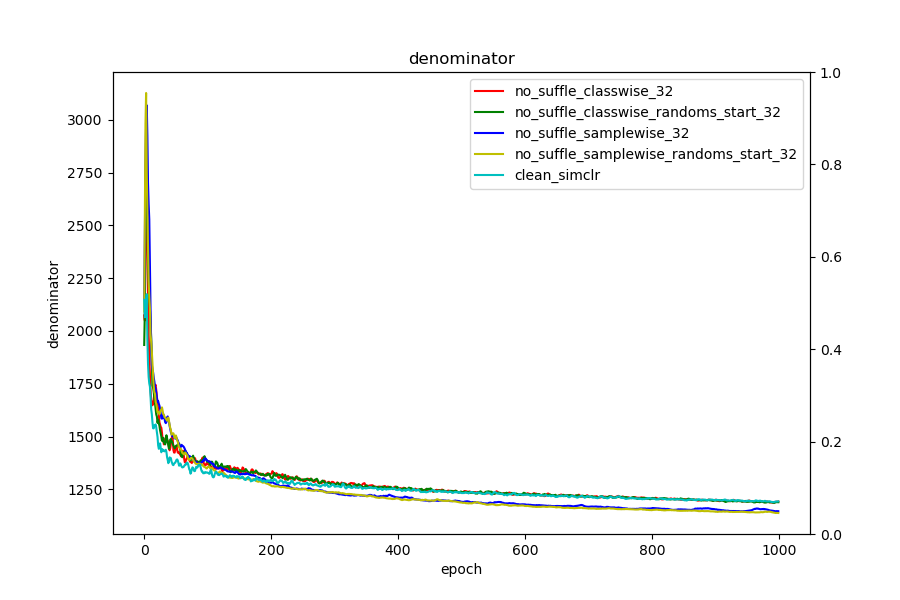 denominator
no_suffle_classwise_32
no_suffle_classwise_randoms_start_32
no_suffle_samplewise_32
no_suffle_samplewise_randoms_start_32
clean_simclr
denominator
3000
2750
2500
2250
2000
1750
1500
1250
1.0
0.8
0.6
0.4
0.2
0.0
0 200 400 600 800 1000
epoch